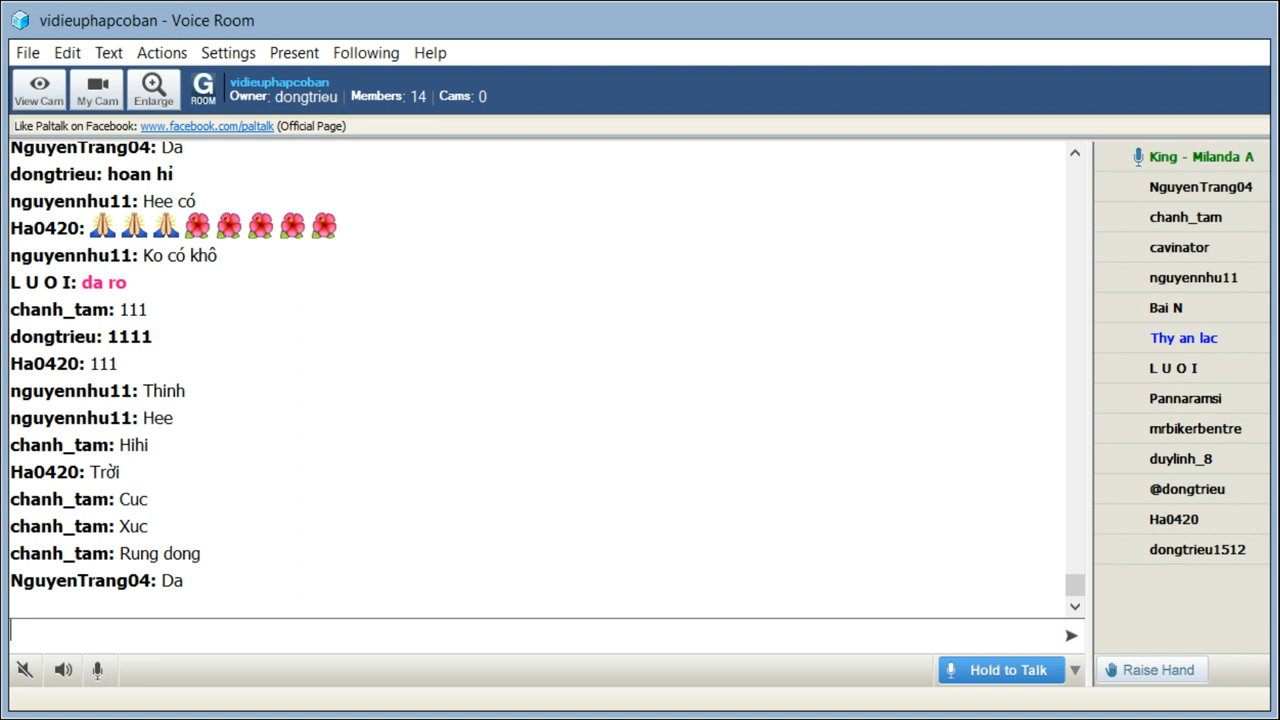 vidieuphapcoban - Voice Room
File Edit Text Actions Settings Present Following Help
View Cam My Cam Enlarge G ROOM
vidieuphapcoban
Owner: dongtrieu | Members: 14 | Cams: 0
Like Paltalk on Facebook: www.facebook.com/paltalk (Official Page)
NguyenTrang04: Da
dongtrieu: hoan hỉ
nguyennhu11: Hee có
Ha0420:
nguyennhu11: Ko có khô
L U O I: da ro
chanh_tam: 111
dongtrieu: 1111
Ha0420: 111
nguyennhu11: Thinh
nguyennhu11: Hee
chanh_tam: Hihi
Ha0420: Trời
chanh_tam: Cuc
chanh_tam: Xuc
chanh_tam: Rung dong
NguyenTrang04: Da
King - Milanda A
NguyenTrang04
chanh_tam
cavinator
nguyennhu11
Bai N
Thy an lac
L U O I
Pannaramsi
mrbikerbentre
duylinh_8
@dongtrieu
Ha0420
dongtrieu1512
Hold to Talk
Raise Hand